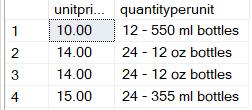 unitpri... quantityperunit
1 10.00 12 - 550 ml bottles
2 14.00 24 - 12 oz bottles
3 14.00 24 - 12 oz bottles
4 15.00 24 - 355 ml bottles